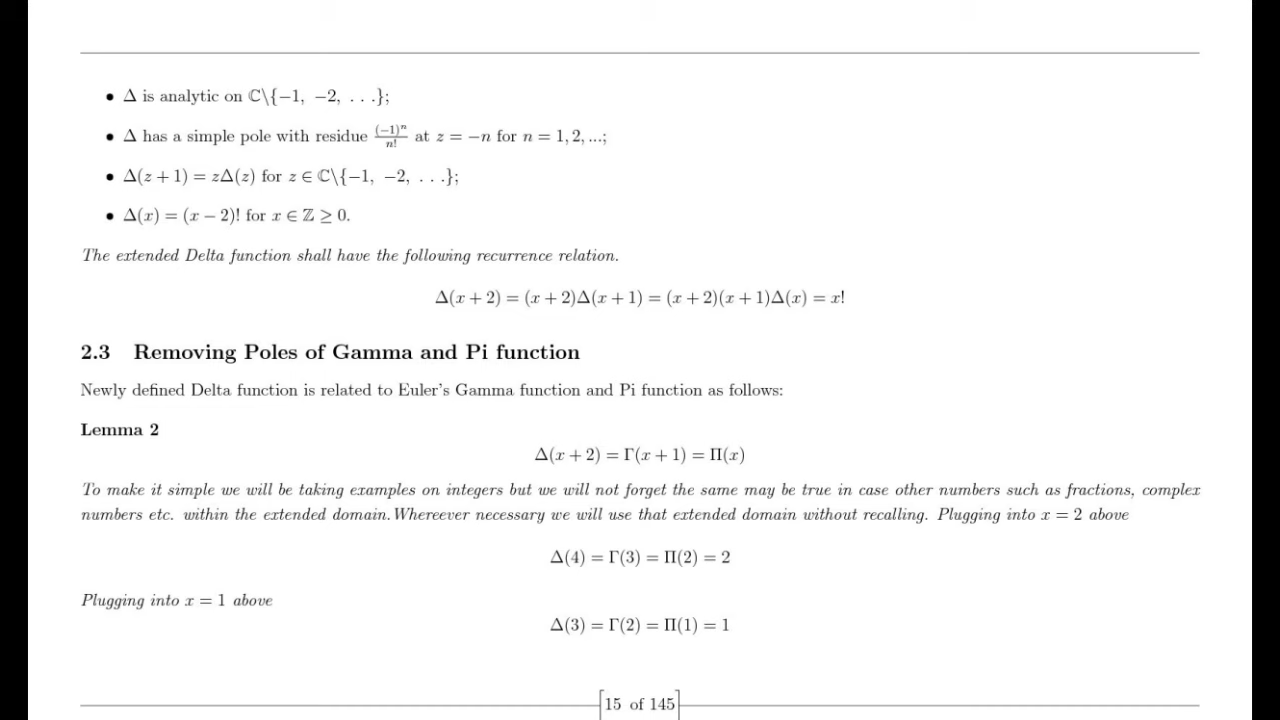 • Δ is analytic on ℂ\{−1, −2, . . .};
• Δ has a simple pole with residue (−1)ⁿ/n! at z = −n for n = 1, 2, ...;
• Δ(z + 1) = zΔ(z) for z ∈ ℂ\{−1, −2, . . .};
• Δ(x) = (x − 2)! for x ∈ ℤ ≥ 0.
The extended Delta function shall have the following recurrence relation.
Δ(x + 2) = (x + 2)Δ(x + 1) = (x + 2)(x + 1)Δ(x) = x!
2.3 Removing Poles of Gamma and Pi function
Newly defined Delta function is related to Euler's Gamma function and Pi function as follows:
Lemma 2
Δ(x + 2) = Γ(x + 1) = Π(x)
To make it simple we will be taking examples on integers but we will not forget the same may be true in case other numbers such as fractions, complex
numbers etc. within the extended domain.Whereever necessary we will use that extended domain without recalling. Plugging into x = 2 above
Δ(4) = Γ(3) = Π(2) = 2
Plugging into x = 1 above
Δ(3) = Γ(2) = Π(1) = 1
15 of 145